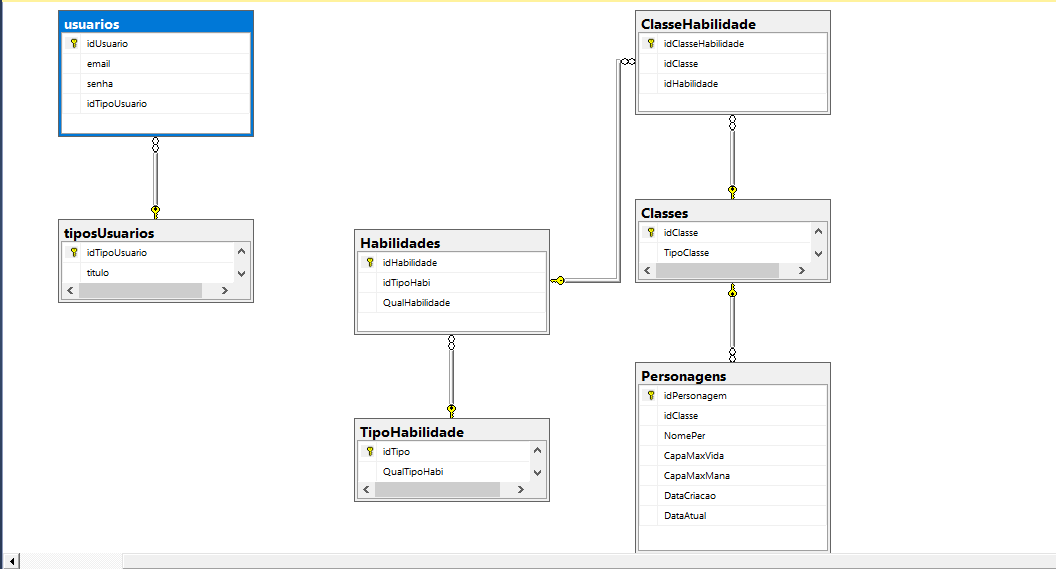 usuarios
idUsuario
email
senha
idTipoUsuario
tiposUsuarios
idTipoUsuario
titulo
Habilidades
idHabilidade
idTipoHabi
QualHabilidade
TipoHabilidade
idTipo
QualTipoHabi
ClasseHabilidade
idClasseHabilidade
idClasse
idHabilidade
Classes
idClasse
TipoClasse
Personagens
idPersonagem
idClasse
NomePer
CapaMaxVida
CapaMaxMana
DataCriacao
DataAtual